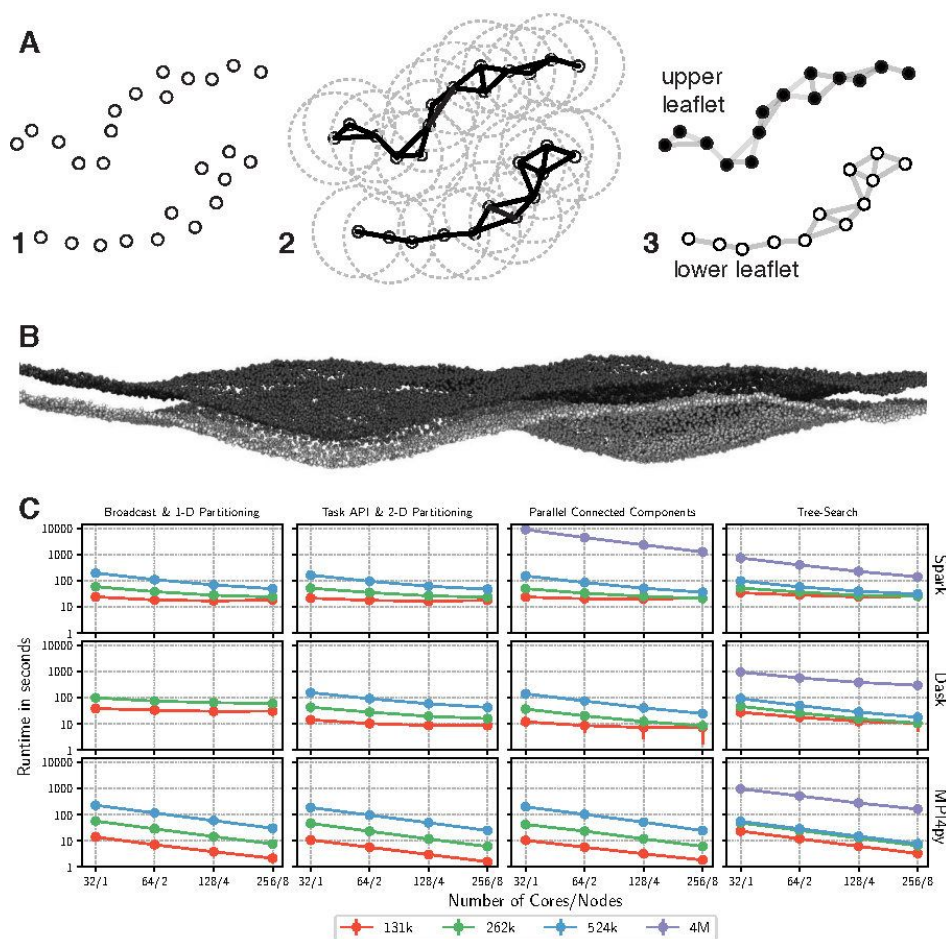 A
upper
leaflet
1
2
3
lower leaflet
B
C
Broadcast & 1-D Partitioning
Task API & 2-D Partitioning
Parallel Connected Components
Tree-Search
10000
1000
100
10
1
Spark
Runtime in seconds
10000
1000
100
10
1
Dask
10000
1000
100
10
1
MPI4py
32/1 64/2 128/4 256/8
32/1 64/2 128/4 256/8
32/1 64/2 128/4 256/8
32/1 64/2 128/4 256/8
Number of Cores/Nodes
131k 262k 524k 4M